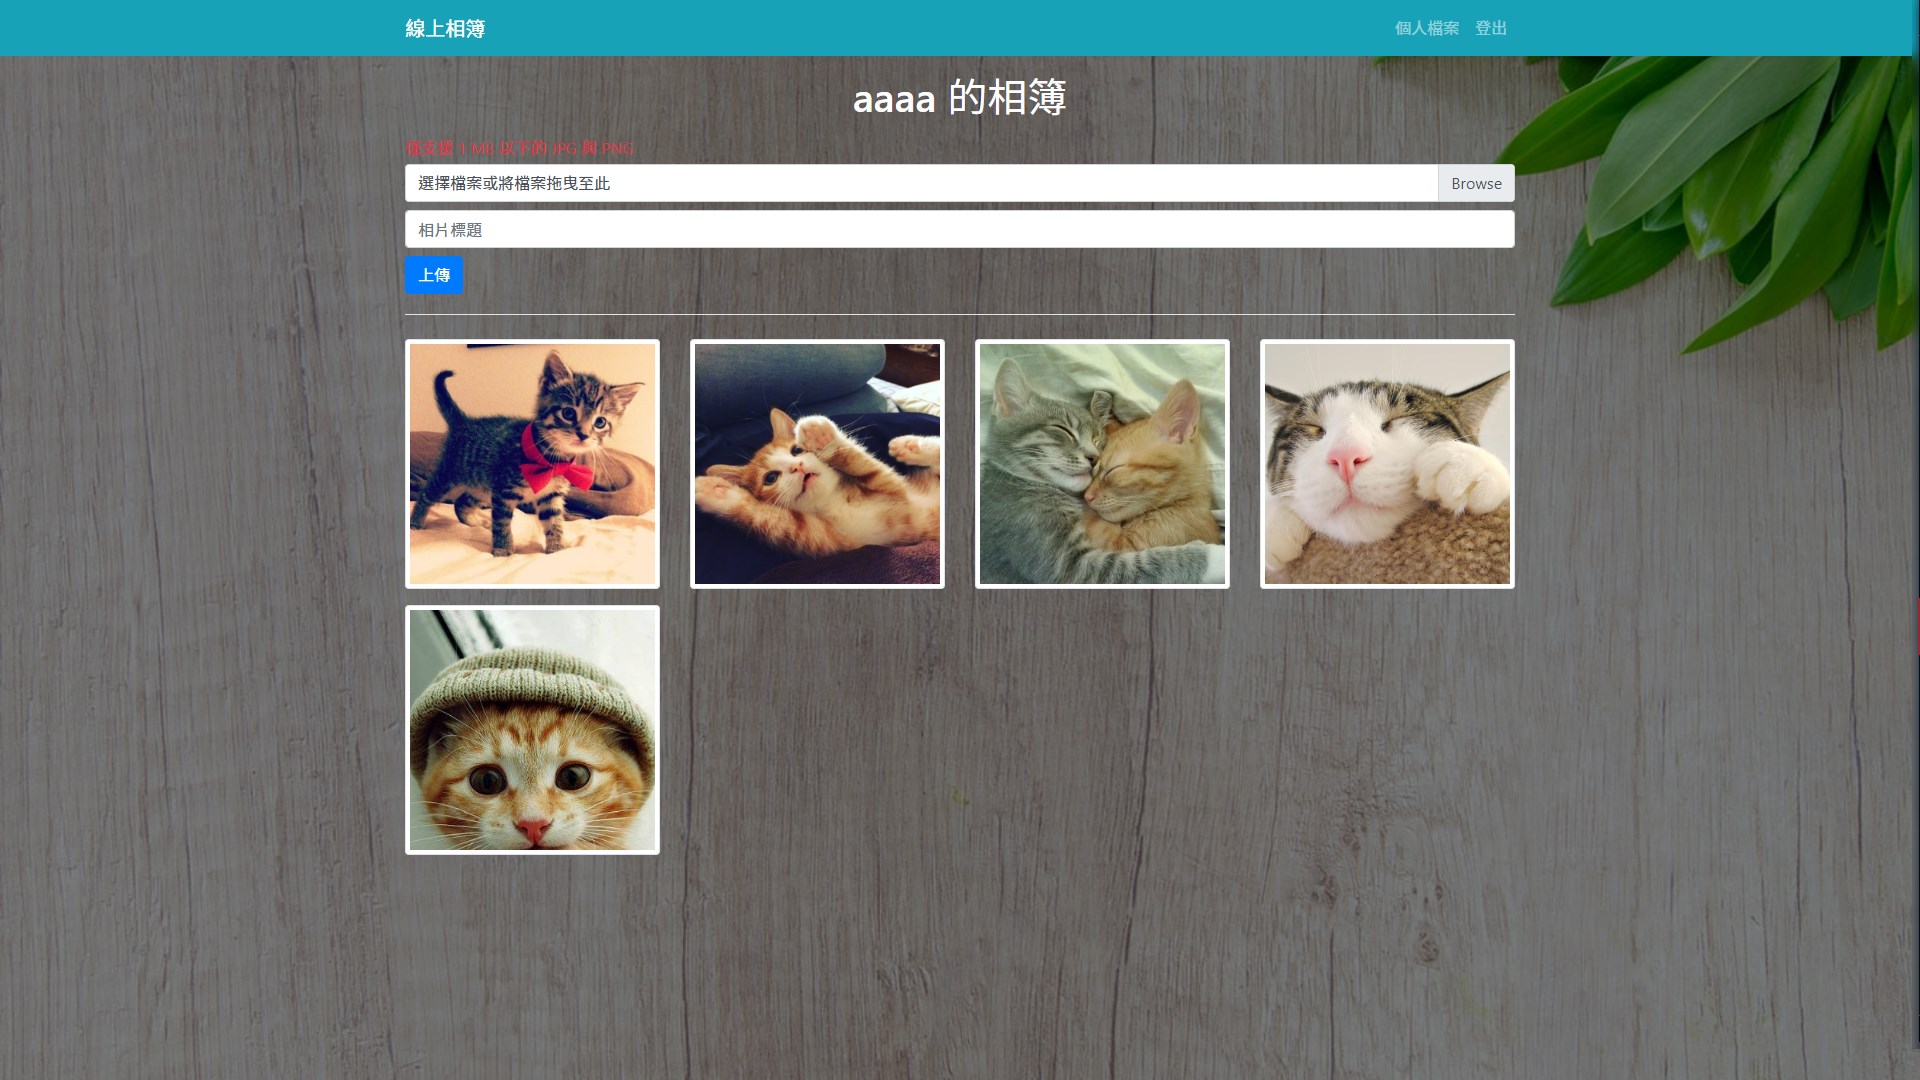 線上相簿
個人檔案 登出
aaaa 的相簿
僅支援 1 MB 以下的 JPG 與 PNG
選擇檔案或將檔案拖曳至此 Browse
相片標題
上傳